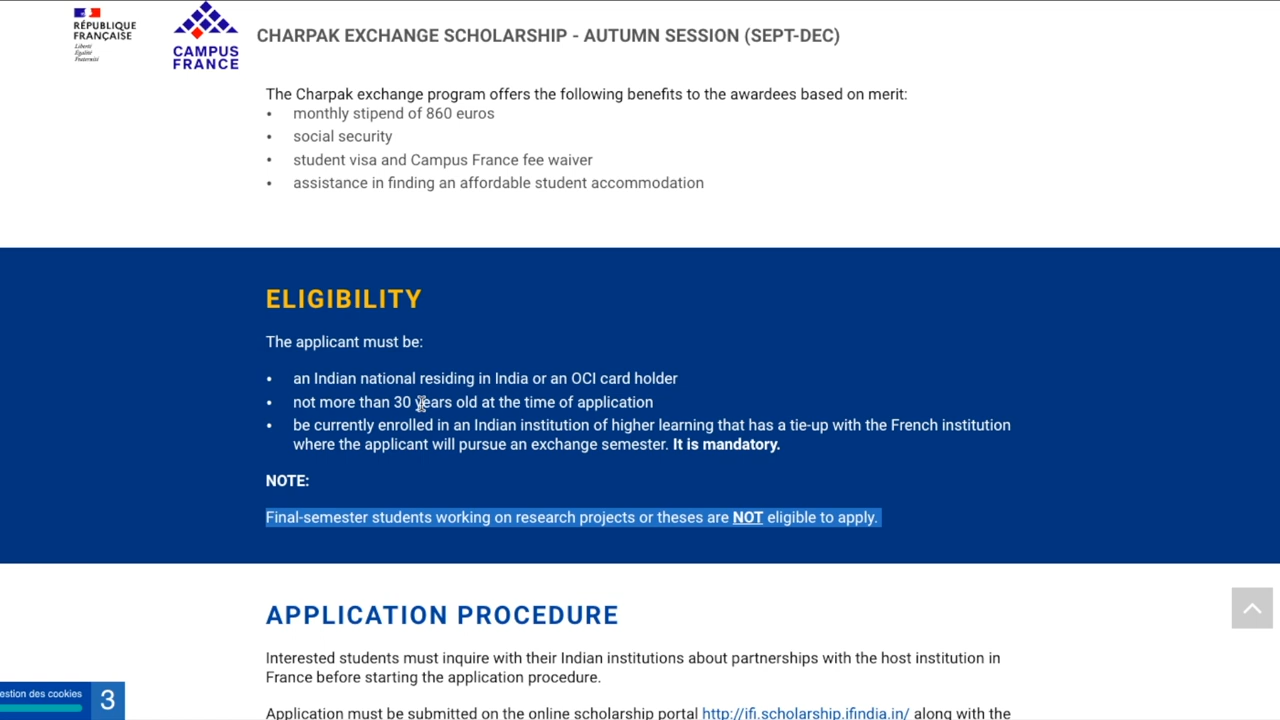 RÉPUBLIQUE
FRANÇAISE
Liberté
Égalité
Fraternité
CAMPUS
FRANCE
CHARPAK EXCHANGE SCHOLARSHIP - AUTUMN SESSION (SEPT-DEC)
The Charpak exchange program offers the following benefits to the awardees based on merit:
• monthly stipend of 860 euros
• social security
• student visa and Campus France fee waiver
• assistance in finding an affordable student accommodation
ELIGIBILITY
The applicant must be:
• an Indian national residing in India or an OCI card holder
• not more than 30 years old at the time of application
• be currently enrolled in an Indian institution of higher learning that has a tie-up with the French institution
where the applicant will pursue an exchange semester. It is mandatory.
NOTE:
Final-semester students working on research projects or theses are NOT eligible to apply.
APPLICATION PROCEDURE
Interested students must inquire with their Indian institutions about partnerships with the host institution in
France before starting the application procedure.
estion des cookies
3
Application must be submitted on the online scholarship portal http://ifi.scholarship.ifindia.in/ along with the